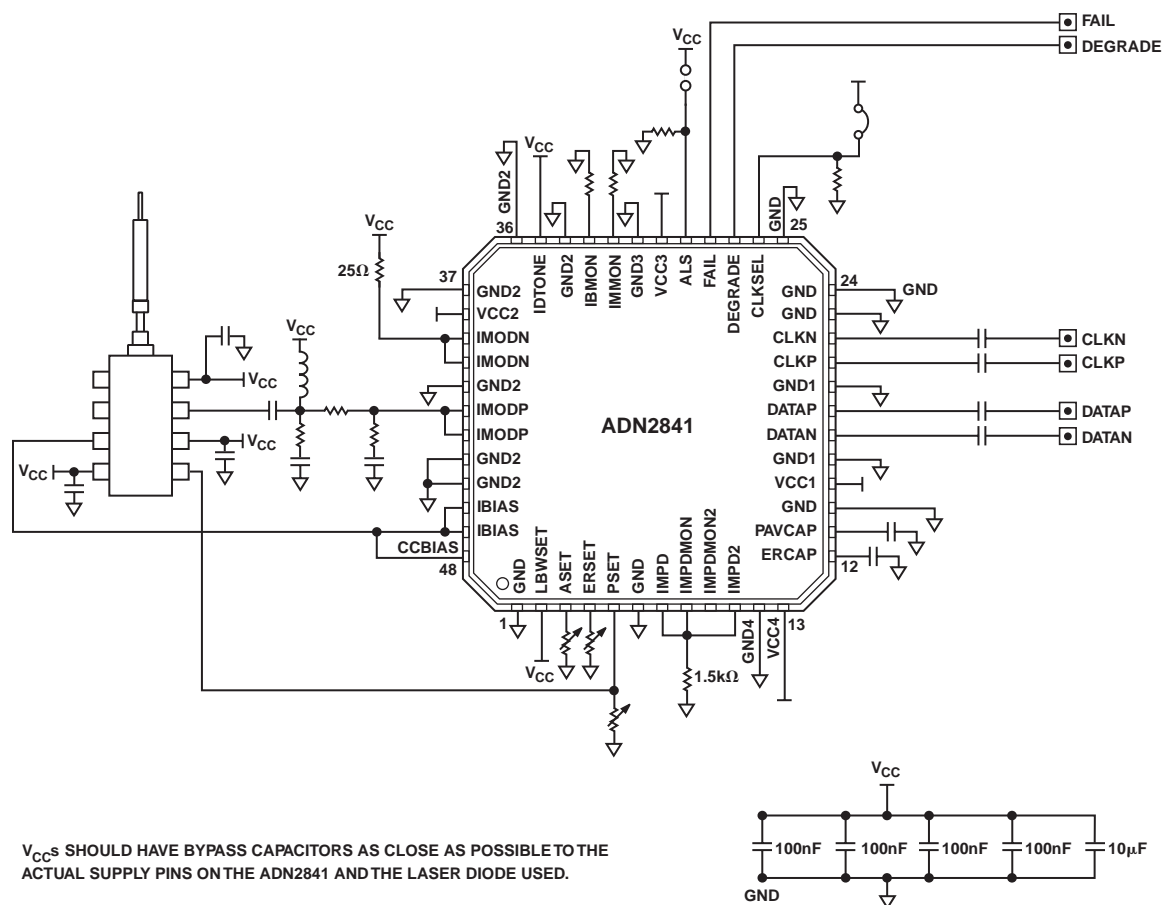 FAIL
DEGRADE
VCC
VCC
GND2
36
GND
25
VCC
25Ω
37
24
GND
IDTONE
GND2
IBMON
IMMON
GND3
VCC3
ALS
FAIL
DEGRADE
CLKSEL
GND2
VCC2
IMODN
IMODN
GND2
IMODP
IMODP
GND2
GND2
IBIAS
IBIAS
CCBIAS
48
ADN2841
GND
GND
CLKN
CLKP
GND1
DATAP
DATAN
GND1
VCC1
GND
PAVCAP
ERCAP
12
CLKN
CLKP
DATAP
DATAN
VCC
VCC
VCC
VCC
GND
LBWSET
ASET
ERSET
PSET
GND
IMPD
IMPDMON
IMPDMON2
IMPD2
1
GND4
VCC4
13
VCC
1.5kΩ
VCC
100nF
100nF
100nF
100nF
10μF
GND
VCCs SHOULD HAVE BYPASS CAPACITORS AS CLOSE AS POSSIBLE TO THE
ACTUAL SUPPLY PINS ON THE ADN2841 AND THE LASER DIODE USED.